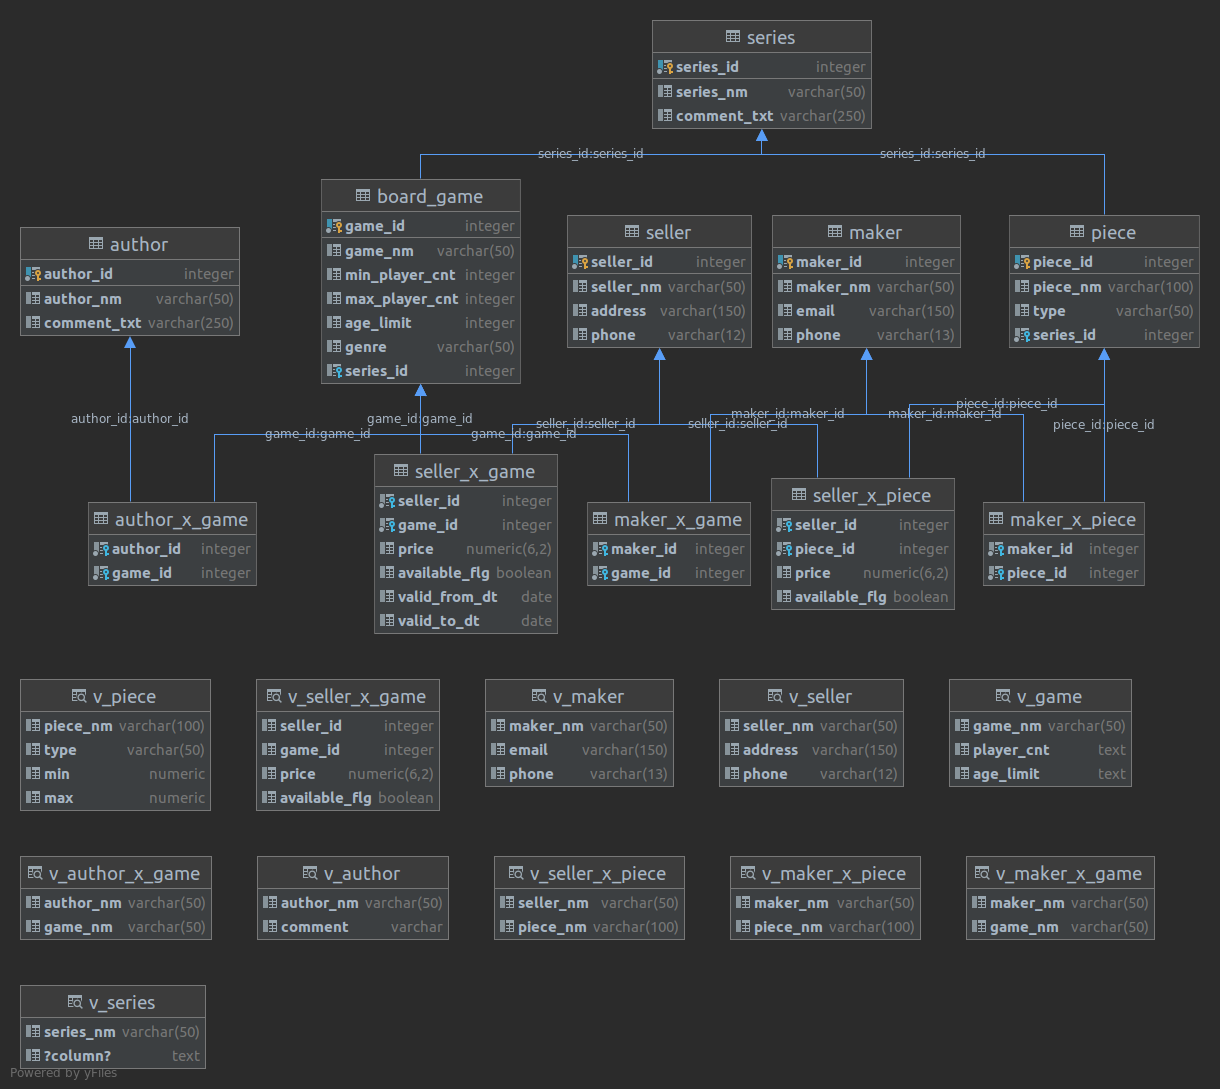 series
series_id integer
series_nm varchar(50)
comment_txt varchar(250)
series_id:series_id
series_id:series_id
board_game
game_id integer
game_nm varchar(50)
min_player_cnt integer
max_player_cnt integer
age_limit integer
genre varchar(50)
series_id integer
author
author_id integer
author_nm varchar(50)
comment_txt varchar(250)
seller
seller_id integer
seller_nm varchar(50)
address varchar(150)
phone varchar(12)
maker
maker_id integer
maker_nm varchar(50)
email varchar(150)
phone varchar(13)
piece
piece_id integer
piece_nm varchar(100)
type varchar(50)
series_id integer
author_id:author_id
game_id:game_id
game_id:game_id
game_id:game_id
seller_id:seller_id
seller_id:seller_id
maker_id:maker_id
maker_id:maker_id
piece_id:piece_id
piece_id:piece_id
author_x_game
author_id integer
game_id integer
seller_x_game
seller_id integer
game_id integer
price numeric(6,2)
available_flg boolean
valid_from_dt date
valid_to_dt date
maker_x_game
maker_id integer
game_id integer
seller_x_piece
seller_id integer
piece_id integer
price numeric(6,2)
available_flg boolean
maker_x_piece
maker_id integer
piece_id integer
v_piece
piece_nm varchar(100)
type varchar(50)
min numeric
max numeric
v_seller_x_game
seller_id integer
game_id integer
price numeric(6,2)
available_flg boolean
v_maker
maker_nm varchar(50)
email varchar(150)
phone varchar(13)
v_seller
seller_nm varchar(50)
address varchar(150)
phone varchar(12)
v_game
game_nm varchar(50)
player_cnt text
age_limit text
v_author_x_game
author_nm varchar(50)
game_nm varchar(50)
v_author
author_nm varchar(50)
comment varchar
v_seller_x_piece
seller_nm varchar(50)
piece_nm varchar(100)
v_maker_x_piece
maker_nm varchar(50)
piece_nm varchar(100)
v_maker_x_game
maker_nm varchar(50)
game_nm varchar(50)
v_series
series_nm varchar(50)
?column? text
Powered by yFiles